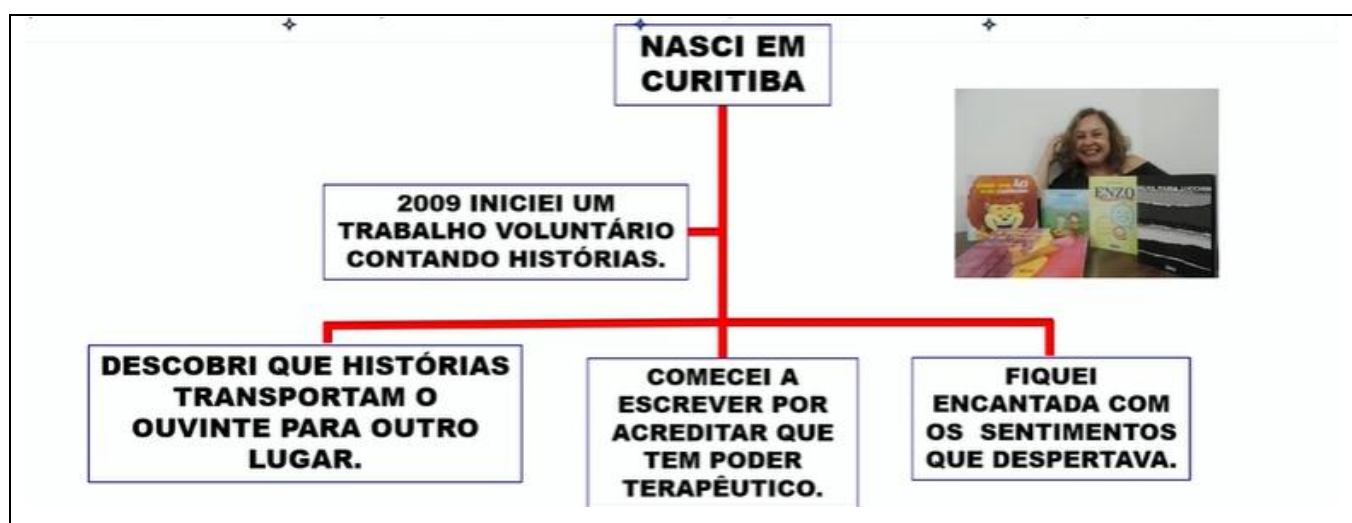 NASCI EM
CURITIBA
2009 INICIEI UM
TRABALHO VOLUNTÁRIO
CONTANDO HISTÓRIAS.
ENZO
DESCOBRI QUE HISTÓRIAS
TRANSPORTAM O
OUVINTE PARA OUTRO
LUGAR.
COMECEI A
ESCREVER POR
ACREDITAR QUE
TEM PODER
TERAPÊUTICO.
FIQUEI
ENCANTADA COM
OS SENTIMENTOS
QUE DESPERTAVA.